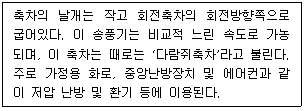 축차의 날개는 작고 회전축차의 회전방향쪽으로
굽어있다. 이 송풍기는 비교적 느린 속도로 가동
되며, 이 축차는 때로는 '다람쥐축차'라고 불린다.
주로 가정용 화로, 중앙난방장치 및 에어컨과 같
이 저압 난방 및 환기 등에 이용된다.